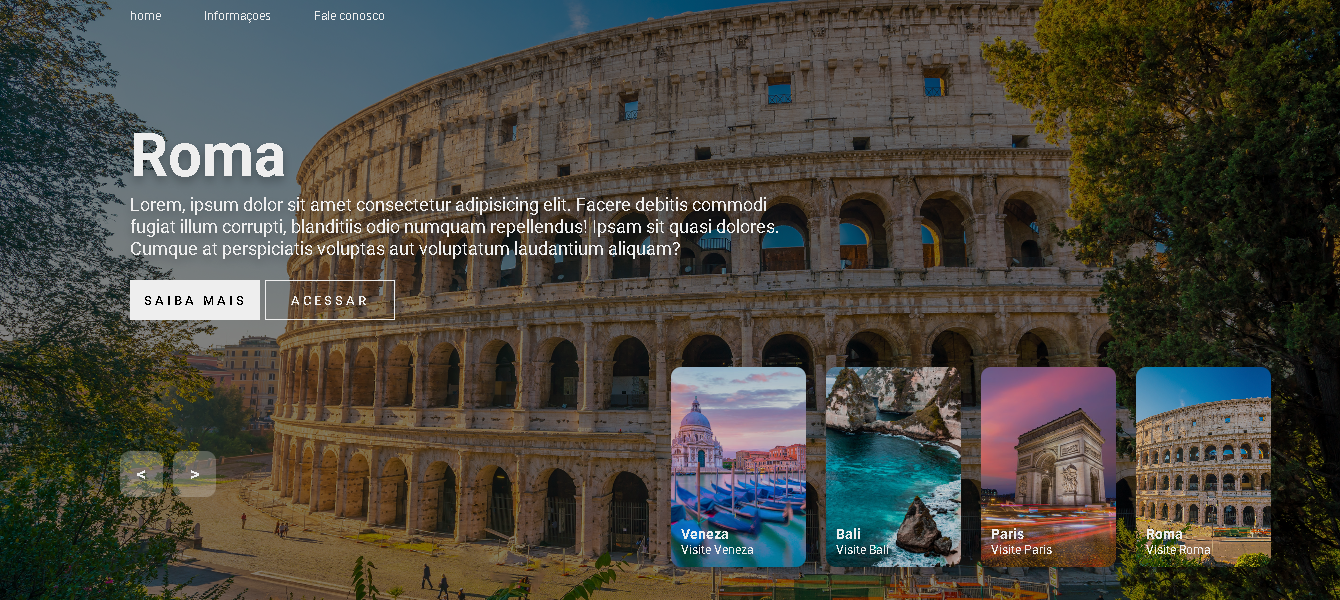 home Informaçoes Fale conosco
Roma
Lorem, ipsum dolor sit amet consectetur adipisicing elit. Facere debitis commodi
fugiat illum corrupti, blanditiis odio numquam repellendus! Ipsam sit quasi dolores.
Cumque at perspiciatis voluptas aut voluptatum laudantium aliquam?
SAIBA MAIS ACESSAR
< >
Veneza
Visite Veneza
Bali
Visite Bali
Paris
Visite Paris
Roma
Visite Roma